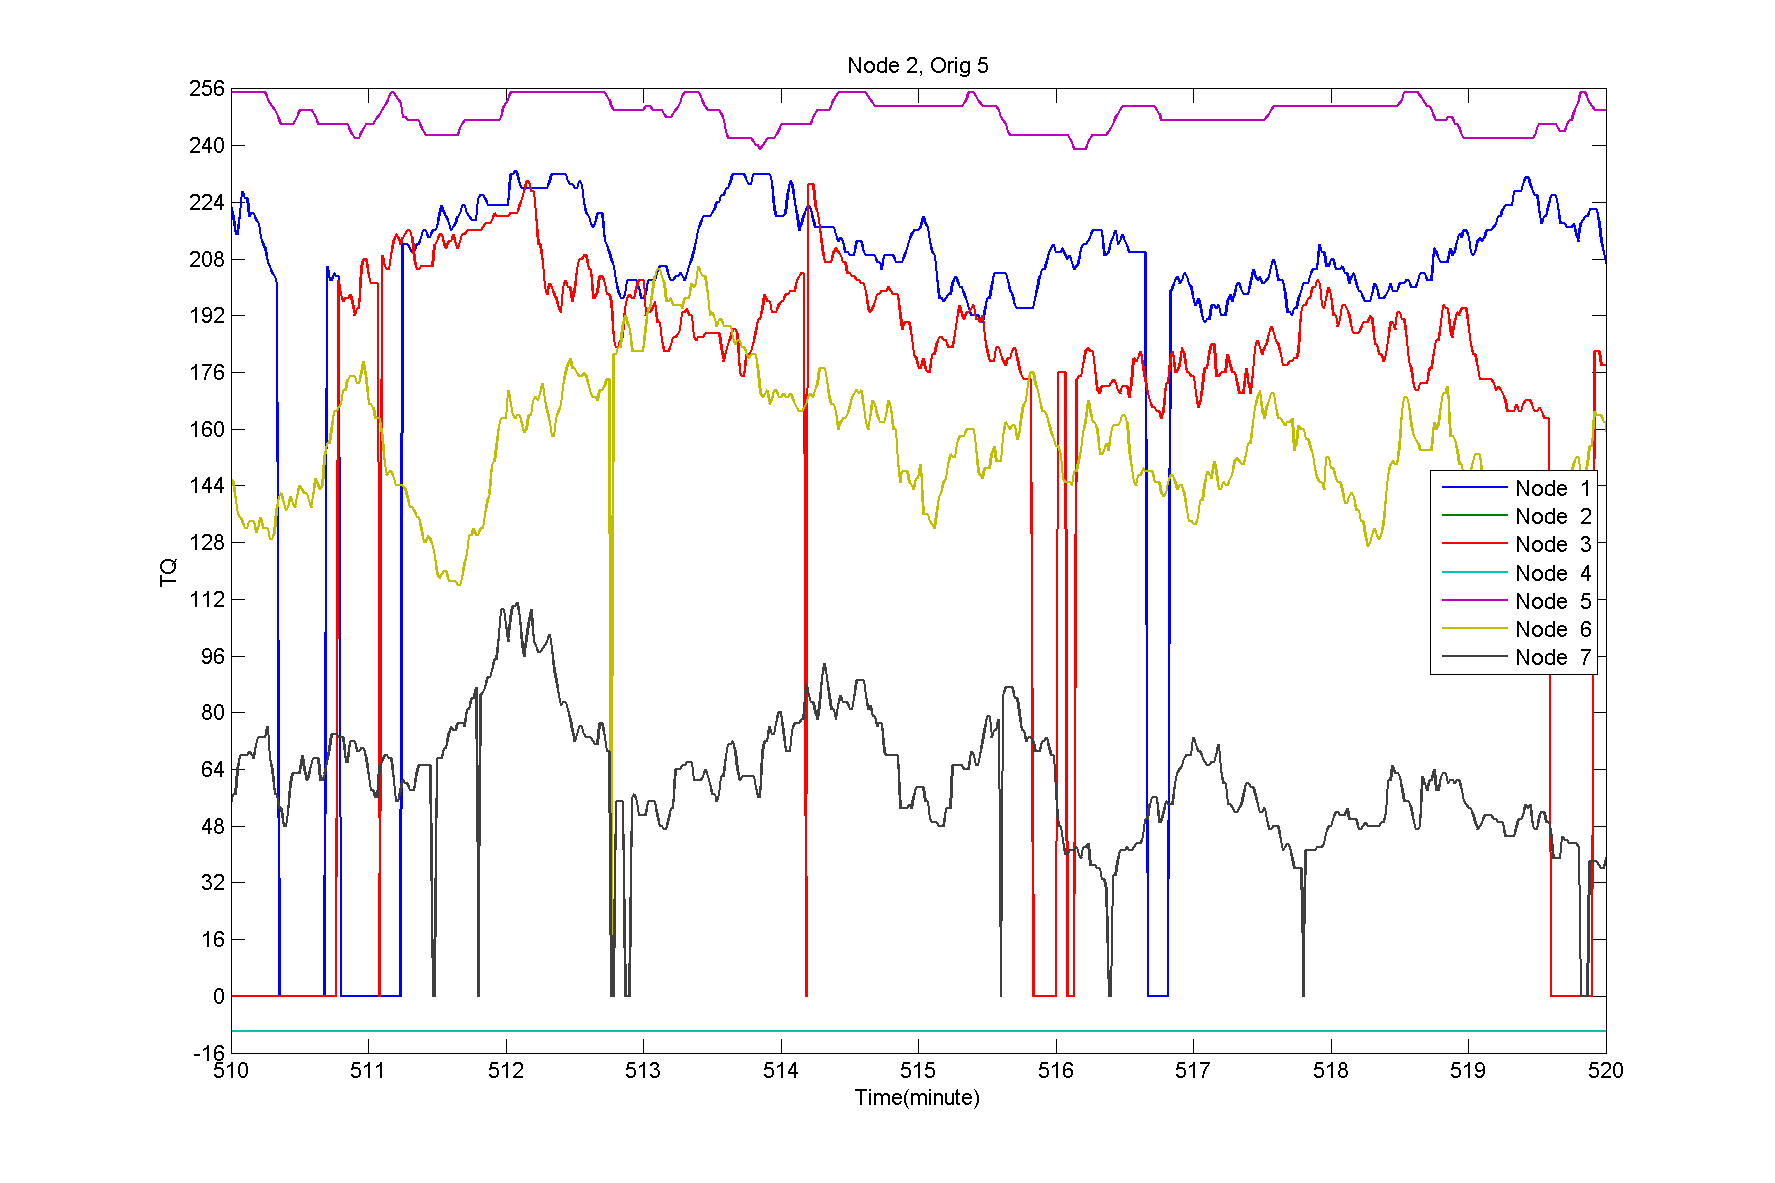 Node 2, Orig 5
256
240
224
208
192
176
160
144
128
112
96
80
64
48
32
16
0
-16
TQ
Node 1
Node 2
Node 3
Node 4
Node 5
Node 6
Node 7
510 511 512 513 514 515 516 517 518 519 520
Time(minute)